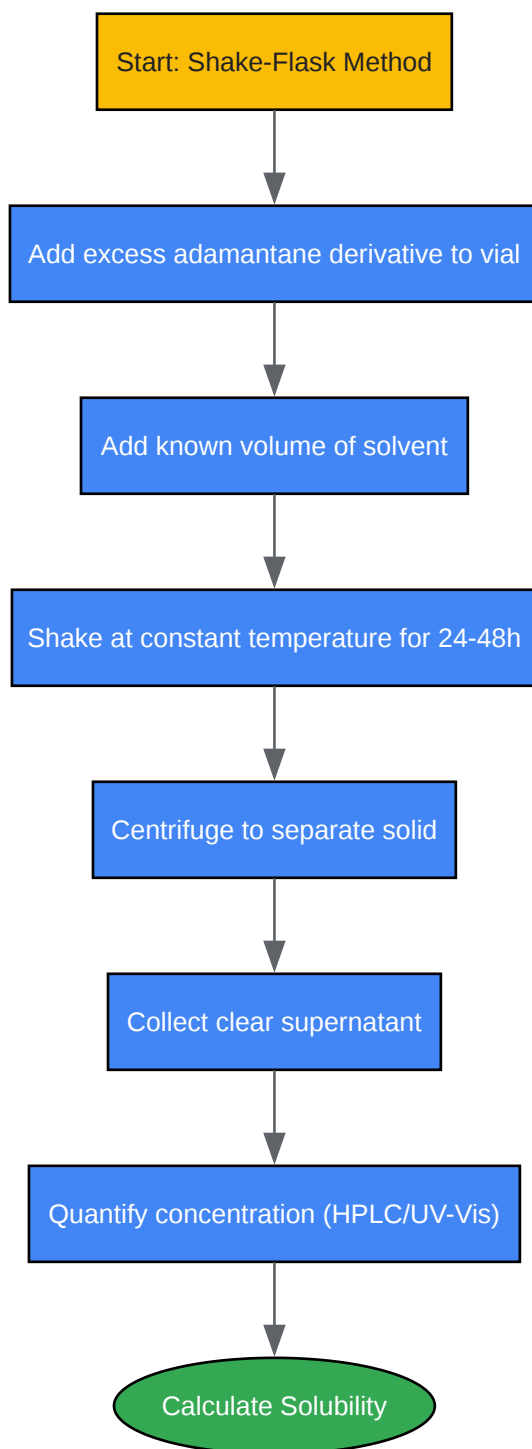 Start: Shake-Flask Method
Add excess adamantane derivative to vial
Add known volume of solvent
Shake at constant temperature for 24-48h
Centrifuge to separate solid
Collect clear supernatant
Quantify concentration (HPLC/UV-Vis)
Calculate Solubility